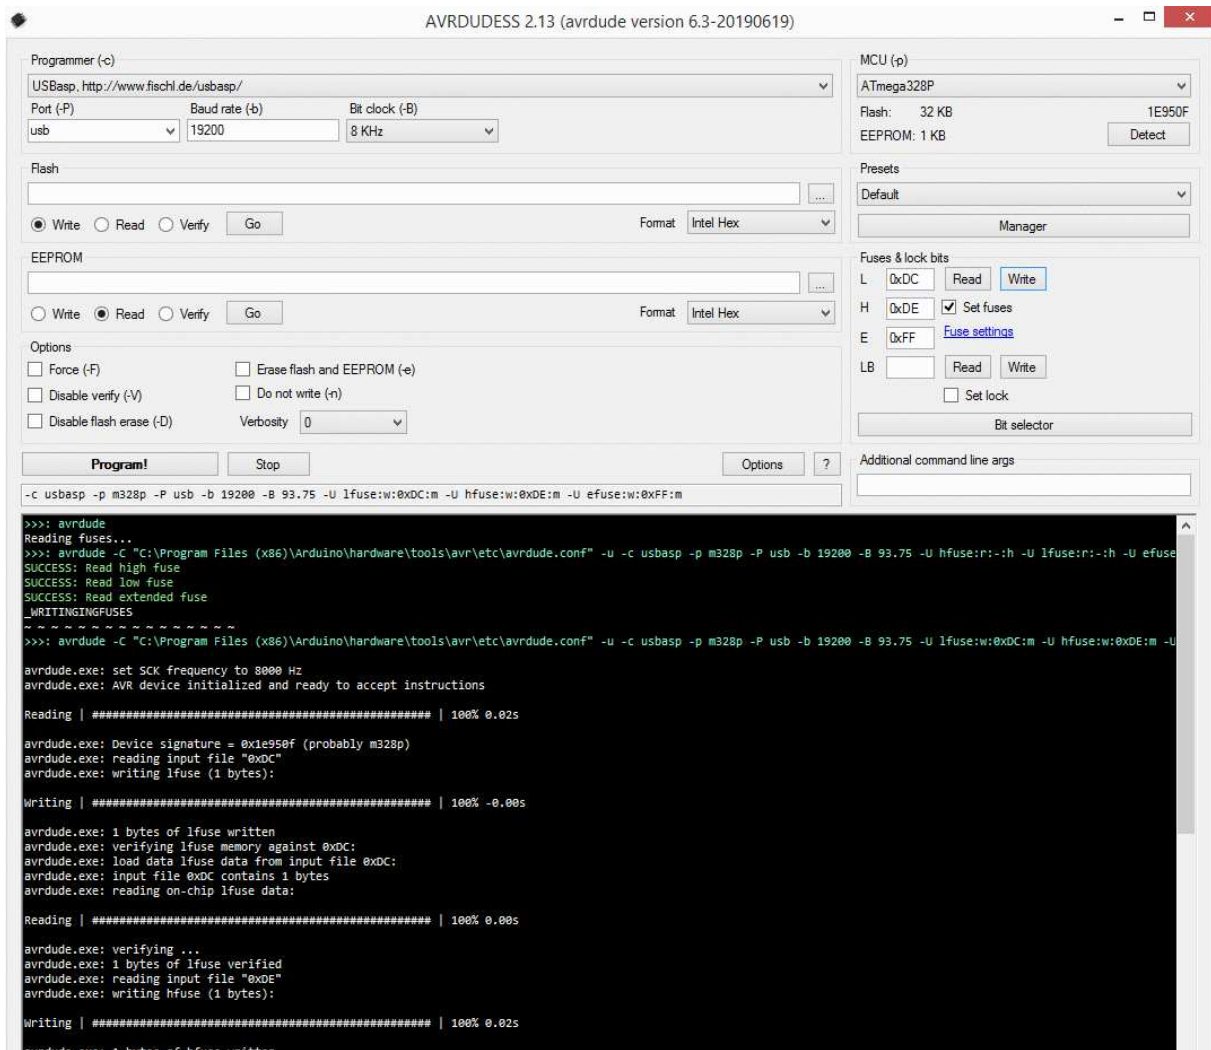 AVRDUDESS 2.13 (avrdude version 6.3-20190619)
Programmer (-c)
USBasp, http://www.fischl.de/usbasp/
Port (-P) Baud rate (-b) Bit clock (-B)
usb 19200 8 KHz
MCU (-p)
ATmega328P
Flash: 32 KB 1E950F
EEPROM: 1 KB Detect
Flash
...
Write Read Verify Go Format Intel Hex
Presets
Default
Manager
EEPROM
...
Write Read Verify Go Format Intel Hex
Fuses & lock bits
L 0xDC Read Write
H 0xDE Set fuses
E 0xFF Fuse settings
LB Read Write
Set lock
Bit selector
Options
Force (-F) Erase flash and EEPROM (-e)
Disable verify (-V) Do not write (-n)
Disable flash erase (-D) Verbosity 0
Program! Stop Options ?
Additional command line args
-c usbasp -p m328p -P usb -b 19200 -B 93.75 -U lfuse:w:0xDC:m -U hfuse:w:0xDE:m -U efuse:w:0xFF:m
>>>: avrdude
Reading fuses...
>>>: avrdude -C "C:\Program Files (x86)\Arduino\hardware\tools\avr\etc\avrdude.conf" -u -c usbasp -p m328p -P usb -b 19200 -B 93.75 -U hfuse:r:-:h -U lfuse:r:-:h -U efuse
SUCCESS: Read high fuse
SUCCESS: Read low fuse
SUCCESS: Read extended fuse
_WRITINGINGFUSES
~ ~ ~ ~ ~ ~ ~ ~ ~ ~ ~ ~ ~ ~ ~ ~
>>>: avrdude -C "C:\Program Files (x86)\Arduino\hardware\tools\avr\etc\avrdude.conf" -u -c usbasp -p m328p -P usb -b 19200 -B 93.75 -U lfuse:w:0xDC:m -U hfuse:w:0xDE:m -U
avrdude.exe: set SCK frequency to 8000 Hz
avrdude.exe: AVR device initialized and ready to accept instructions
Reading | ################################################## | 100% 0.02s
avrdude.exe: Device signature = 0x1e950f (probably m328p)
avrdude.exe: reading input file "0xDC"
avrdude.exe: writing lfuse (1 bytes):
Writing | ################################################## | 100% -0.00s
avrdude.exe: 1 bytes of lfuse written
avrdude.exe: verifying lfuse memory against 0xDC:
avrdude.exe: load data lfuse data from input file 0xDC:
avrdude.exe: input file 0xDC contains 1 bytes
avrdude.exe: reading on-chip lfuse data:
Reading | ################################################## | 100% 0.00s
avrdude.exe: verifying ...
avrdude.exe: 1 bytes of lfuse verified
avrdude.exe: reading input file "0xDE"
avrdude.exe: writing hfuse (1 bytes):
Writing | ################################################## | 100% 0.02s